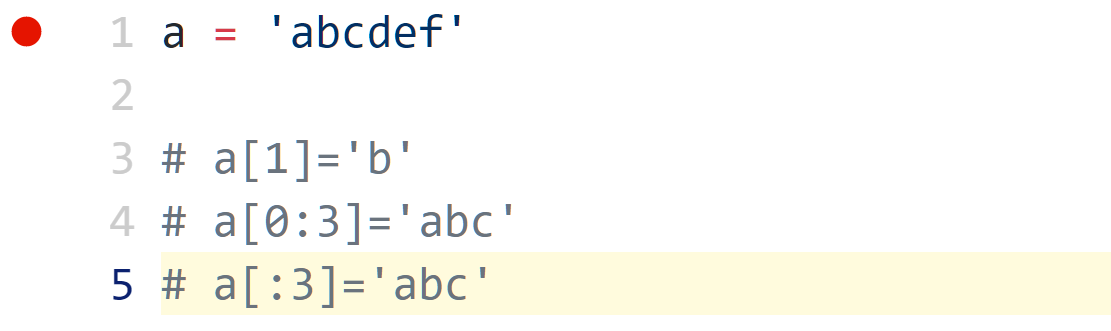 1 a = 'abcdef'
2
3 # a[1]='b'
4 # a[0:3]='abc'
5 # a[:3]='abc'